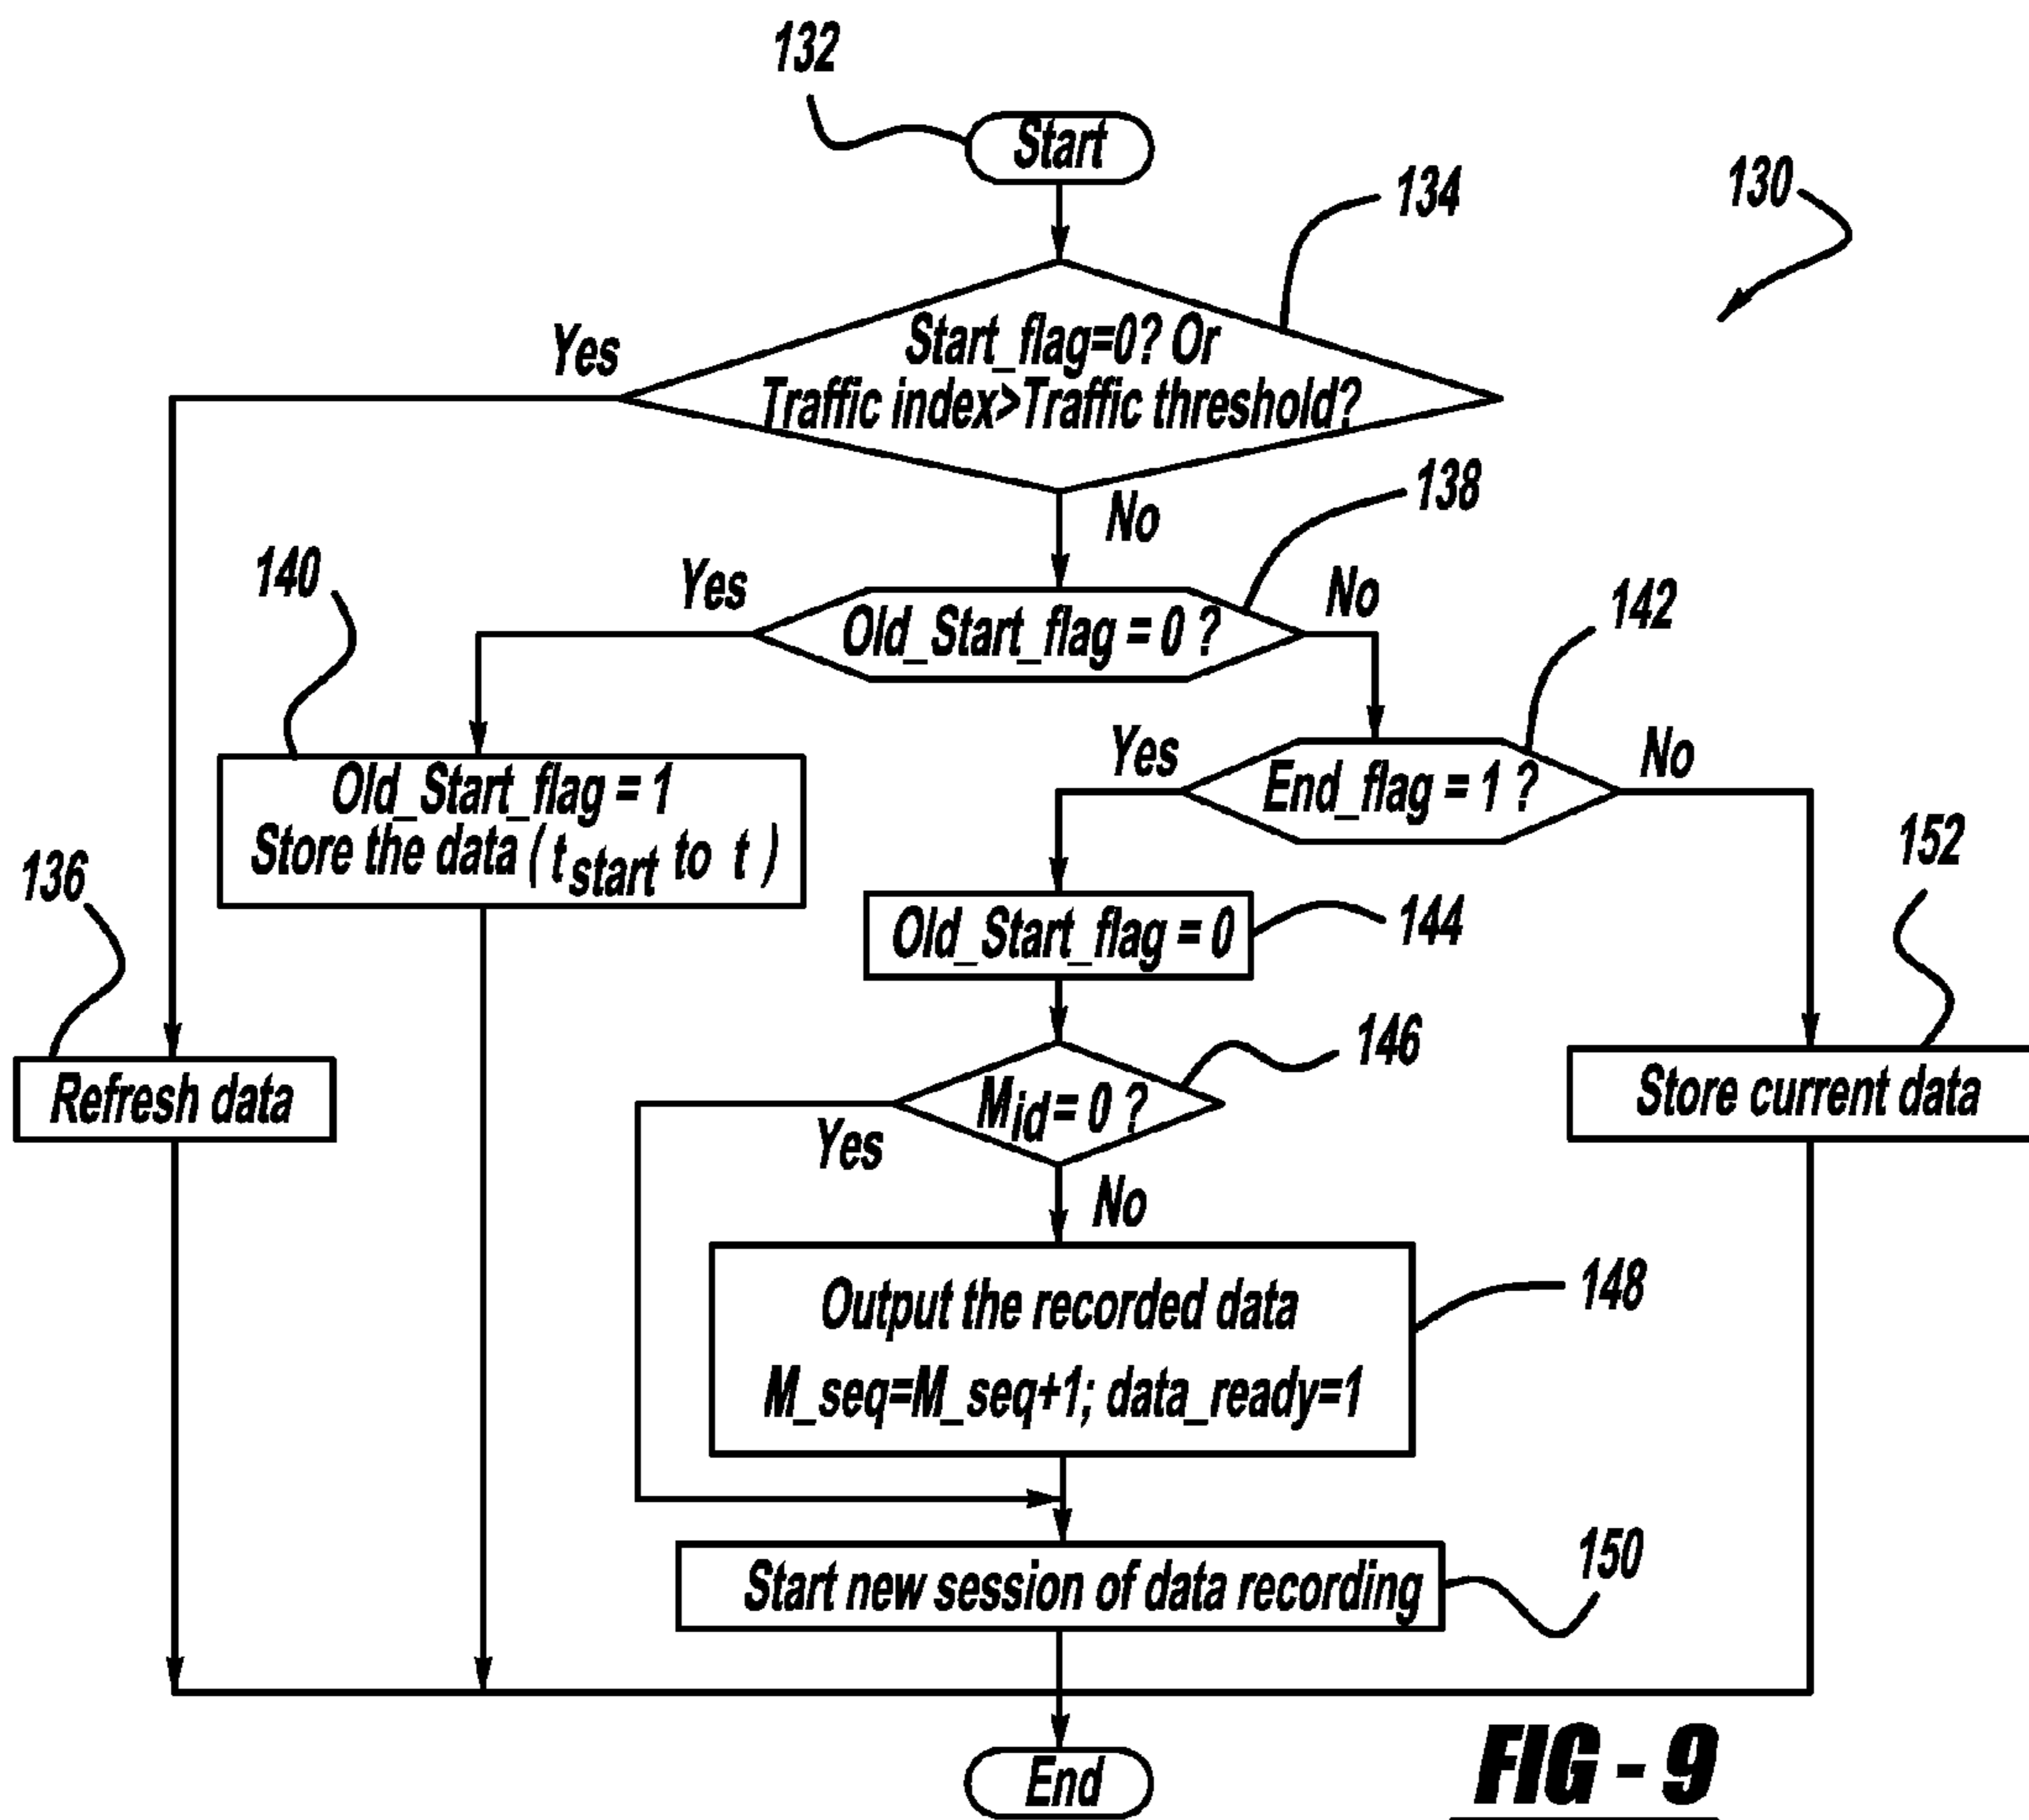 132
Start
134
130
Start_flag=0? Or
Traffic index>Traffic threshold?
Yes
No
138
140
Yes
Old_Start_flag = 0 ?
No
142
Old_Start_flag = 1
Store the data ( t start to t )
Yes
End_flag = 1 ?
No
136
152
Old_Start_flag = 0
144
Refresh data
146
Mid= 0 ?
Yes
No
Store current data
Output the recorded data
M_seq=M_seq+1; data_ready=1
148
Start new session of data recording
150
End
FIG - 9